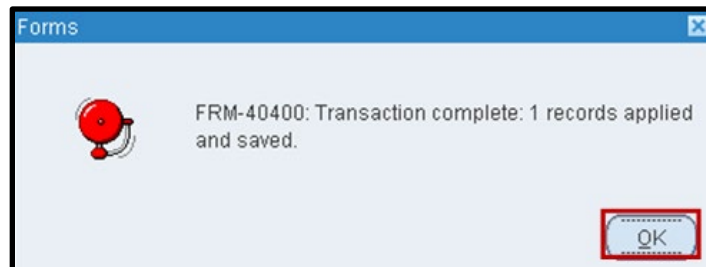 Forms
FRM-40400: Transaction complete: 1 records applied
and saved.
OK